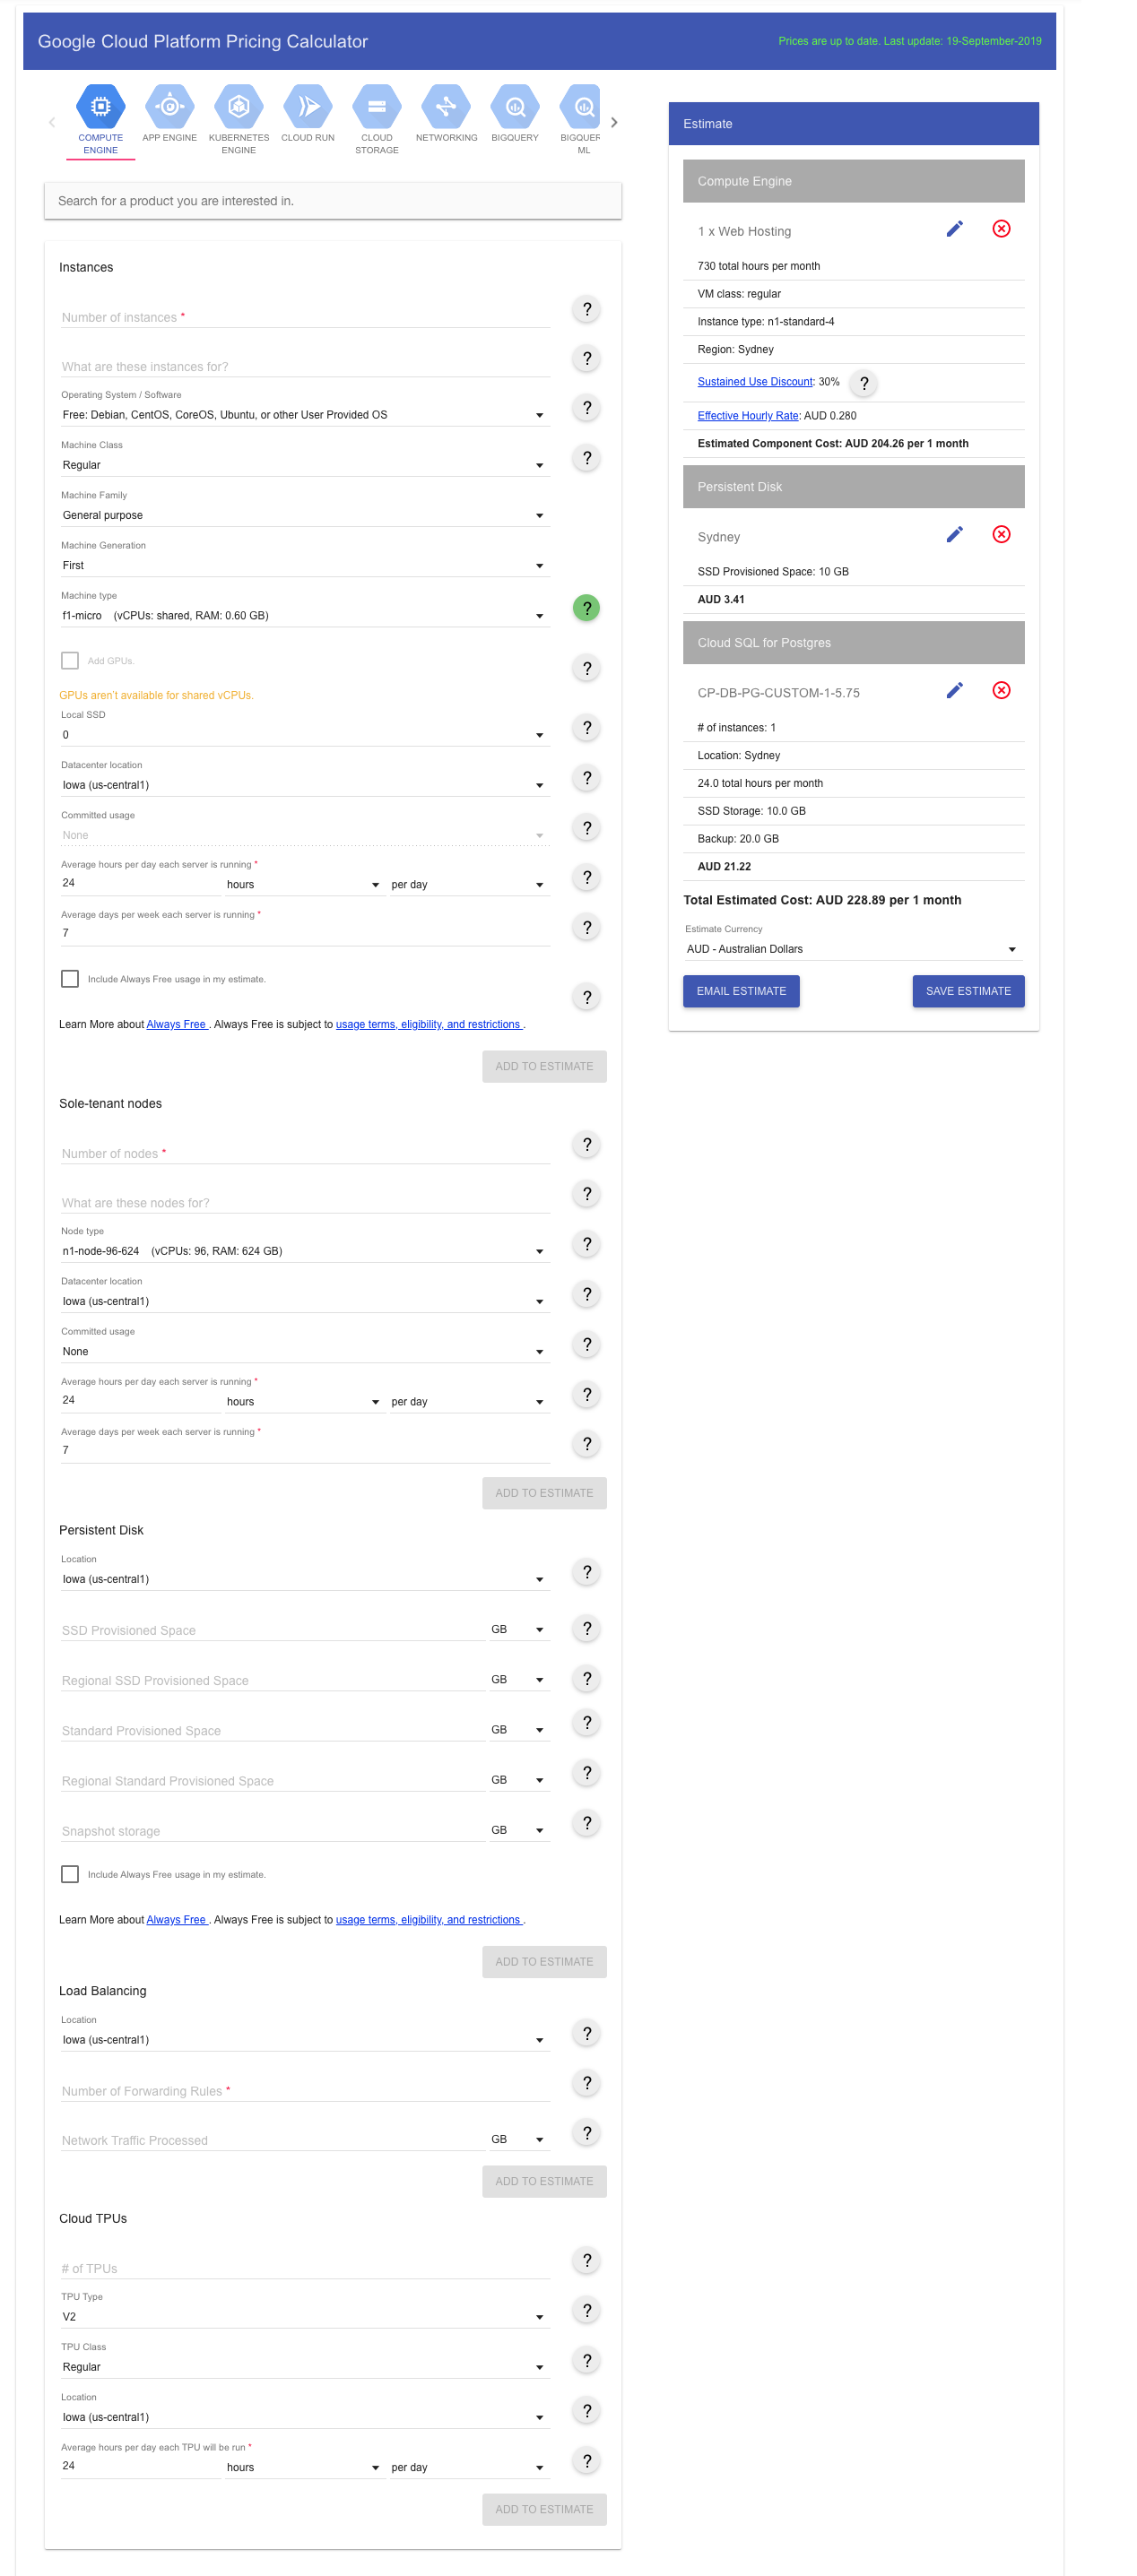 Google Cloud Platform Pricing Calculator
Prices are up to date. Last update: 19-September-2019
COMPUTE
ENGINE
APP ENGINE
KUBERNETES
ENGINE
CLOUD RUN
CLOUD
STORAGE
NETWORKING
BIGQUERY
BIGQUER
ML
Search for a product you are interested in.
Instances
Number of instances *
?
What are these instances for?
?
Operating System / Software
Free: Debian, CentOS, CoreOS, Ubuntu, or other User Provided OS
?
Machine Class
Regular
?
Machine Family
General purpose
Machine Generation
First
Machine type
f1-micro (vCPUs: shared, RAM: 0.60 GB)
?
Add GPUs.
?
GPUs aren't available for shared vCPUs.
Local SSD
0
?
Datacenter location
Iowa (us-central1)
?
Committed usage
None
?
Average hours per day each server is running *
24 hours per day
?
Average days per week each server is running *
7
?
Include Always Free usage in my estimate.
?
Learn More about Always Free . Always Free is subject to usage terms, eligibility, and restrictions .
ADD TO ESTIMATE
Sole-tenant nodes
Number of nodes *
?
What are these nodes for?
?
Node type
n1-node-96-624 (vCPUs: 96, RAM: 624 GB)
?
Datacenter location
Iowa (us-central1)
?
Committed usage
None
?
Average hours per day each server is running *
24 hours per day
?
Average days per week each server is running *
7
?
ADD TO ESTIMATE
Persistent Disk
Location
Iowa (us-central1)
?
SSD Provisioned Space GB
?
Regional SSD Provisioned Space GB
?
Standard Provisioned Space GB
?
Regional Standard Provisioned Space GB
?
Snapshot storage GB
?
Include Always Free usage in my estimate.
Learn More about Always Free . Always Free is subject to usage terms, eligibility, and restrictions .
ADD TO ESTIMATE
Load Balancing
Location
Iowa (us-central1)
?
Number of Forwarding Rules *
?
Network Traffic Processed GB
?
ADD TO ESTIMATE
Cloud TPUs
# of TPUs
?
TPU Type
V2
?
TPU Class
Regular
?
Location
Iowa (us-central1)
?
Average hours per day each TPU will be run *
24 hours per day
?
ADD TO ESTIMATE
Estimate
Compute Engine
1 x Web Hosting
730 total hours per month
VM class: regular
Instance type: n1-standard-4
Region: Sydney
Sustained Use Discount: 30% ?
Effective Hourly Rate: AUD 0.280
Estimated Component Cost: AUD 204.26 per 1 month
Persistent Disk
Sydney
SSD Provisioned Space: 10 GB
AUD 3.41
Cloud SQL for Postgres
CP-DB-PG-CUSTOM-1-5.75
# of instances: 1
Location: Sydney
24.0 total hours per month
SSD Storage: 10.0 GB
Backup: 20.0 GB
AUD 21.22
Total Estimated Cost: AUD 228.89 per 1 month
Estimate Currency
AUD - Australian Dollars
EMAIL ESTIMATE
SAVE ESTIMATE